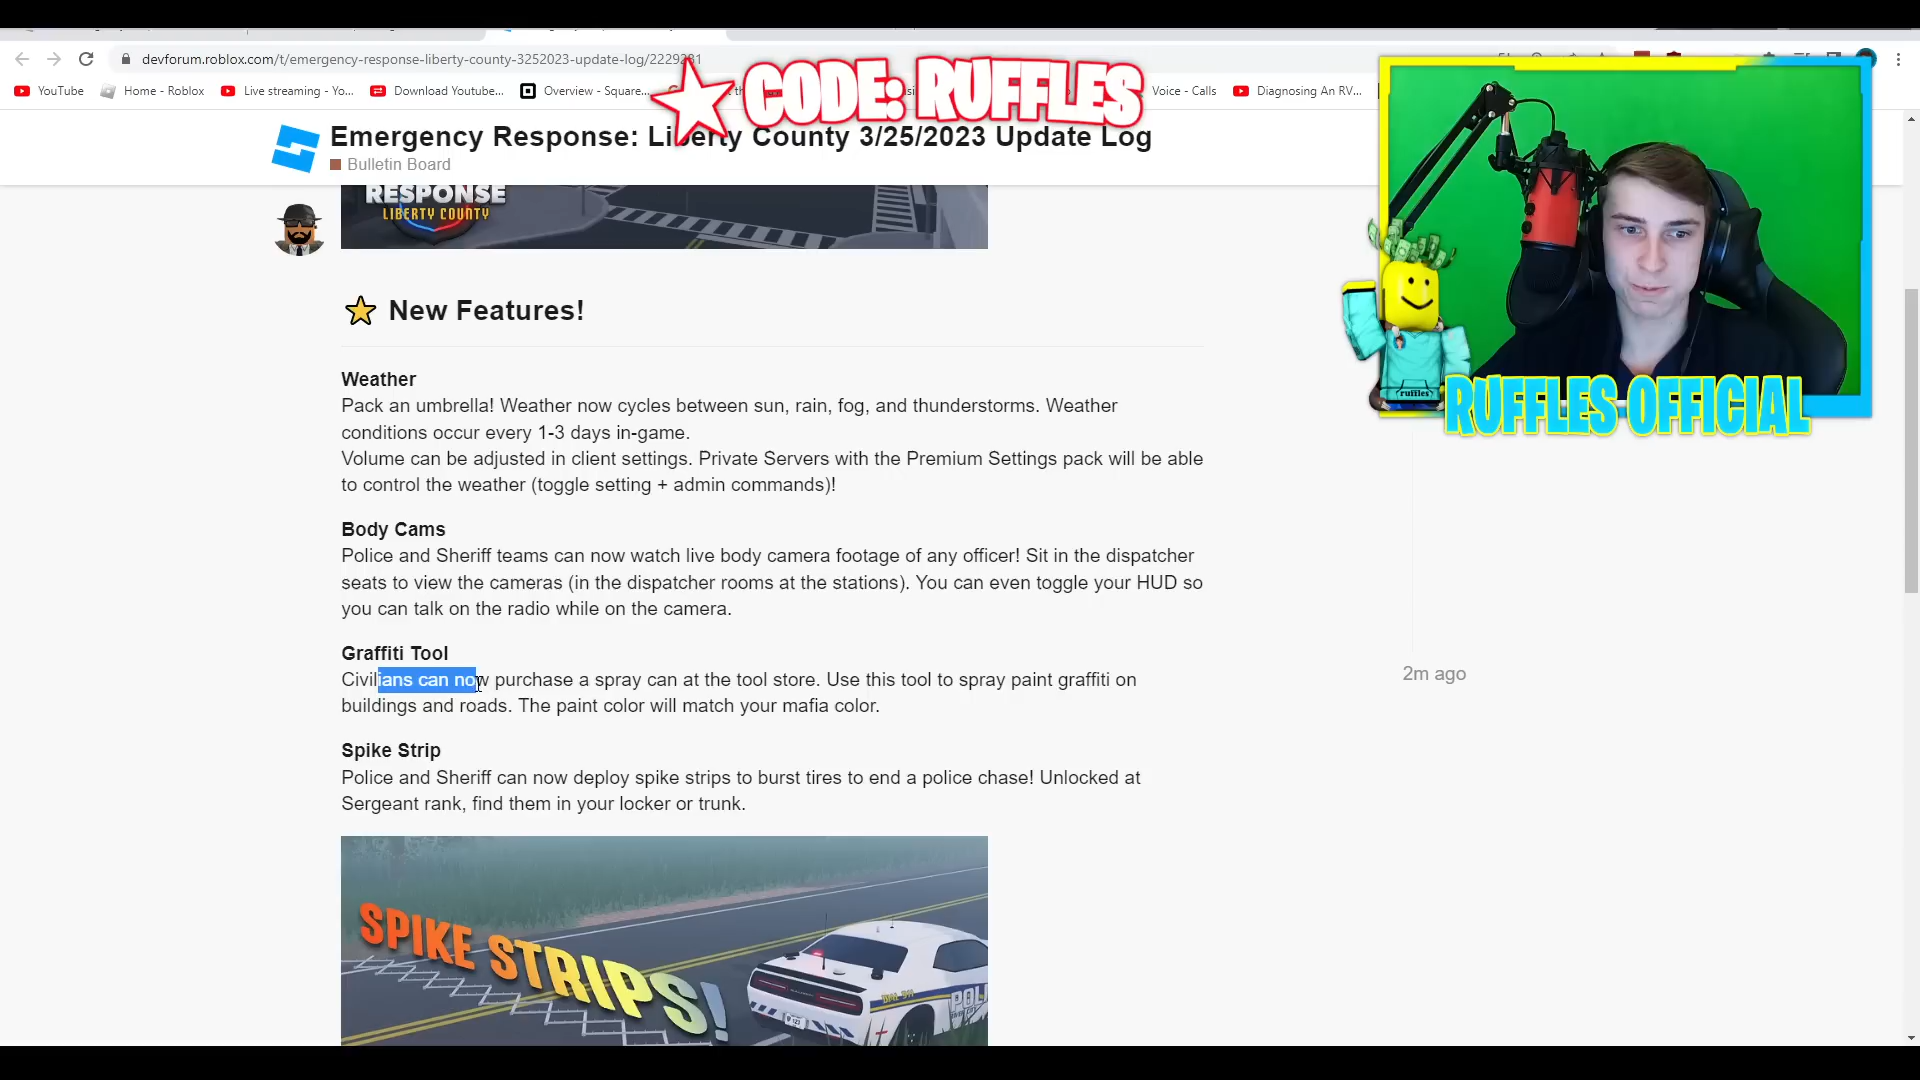 devforum.roblox.com/t/emergency-response-liberty-county-3252023-update-log/2229231
YouTube
Home - Roblox
Live streaming - Yo...
Download Youtube...
Overview - Square...
Voice - Calls
Diagnosing An RV...
CODE: RUFFLES
Emergency Response: Liberty County 3/25/2023 Update Log
Bulletin Board
RESPONSE
LIBERTY COUNTY
New Features!
Weather
Pack an umbrella! Weather now cycles between sun, rain, fog, and thunderstorms. Weather
conditions occur every 1-3 days in-game.
Volume can be adjusted in client settings. Private Servers with the Premium Settings pack will be able
to control the weather (toggle setting + admin commands)!
Body Cams
Police and Sheriff teams can now watch live body camera footage of any officer! Sit in the dispatcher
seats to view the cameras (in the dispatcher rooms at the stations). You can even toggle your HUD so
you can talk on the radio while on the camera.
Graffiti Tool
Civilians can now purchase a spray can at the tool store. Use this tool to spray paint graffiti on
buildings and roads. The paint color will match your mafia color.
Spike Strip
Police and Sheriff can now deploy spike strips to burst tires to end a police chase! Unlocked at
Sergeant rank, find them in your locker or trunk.
SPIKE STRIPS!
2m ago
ruffles
RUFFLES OFFICIAL